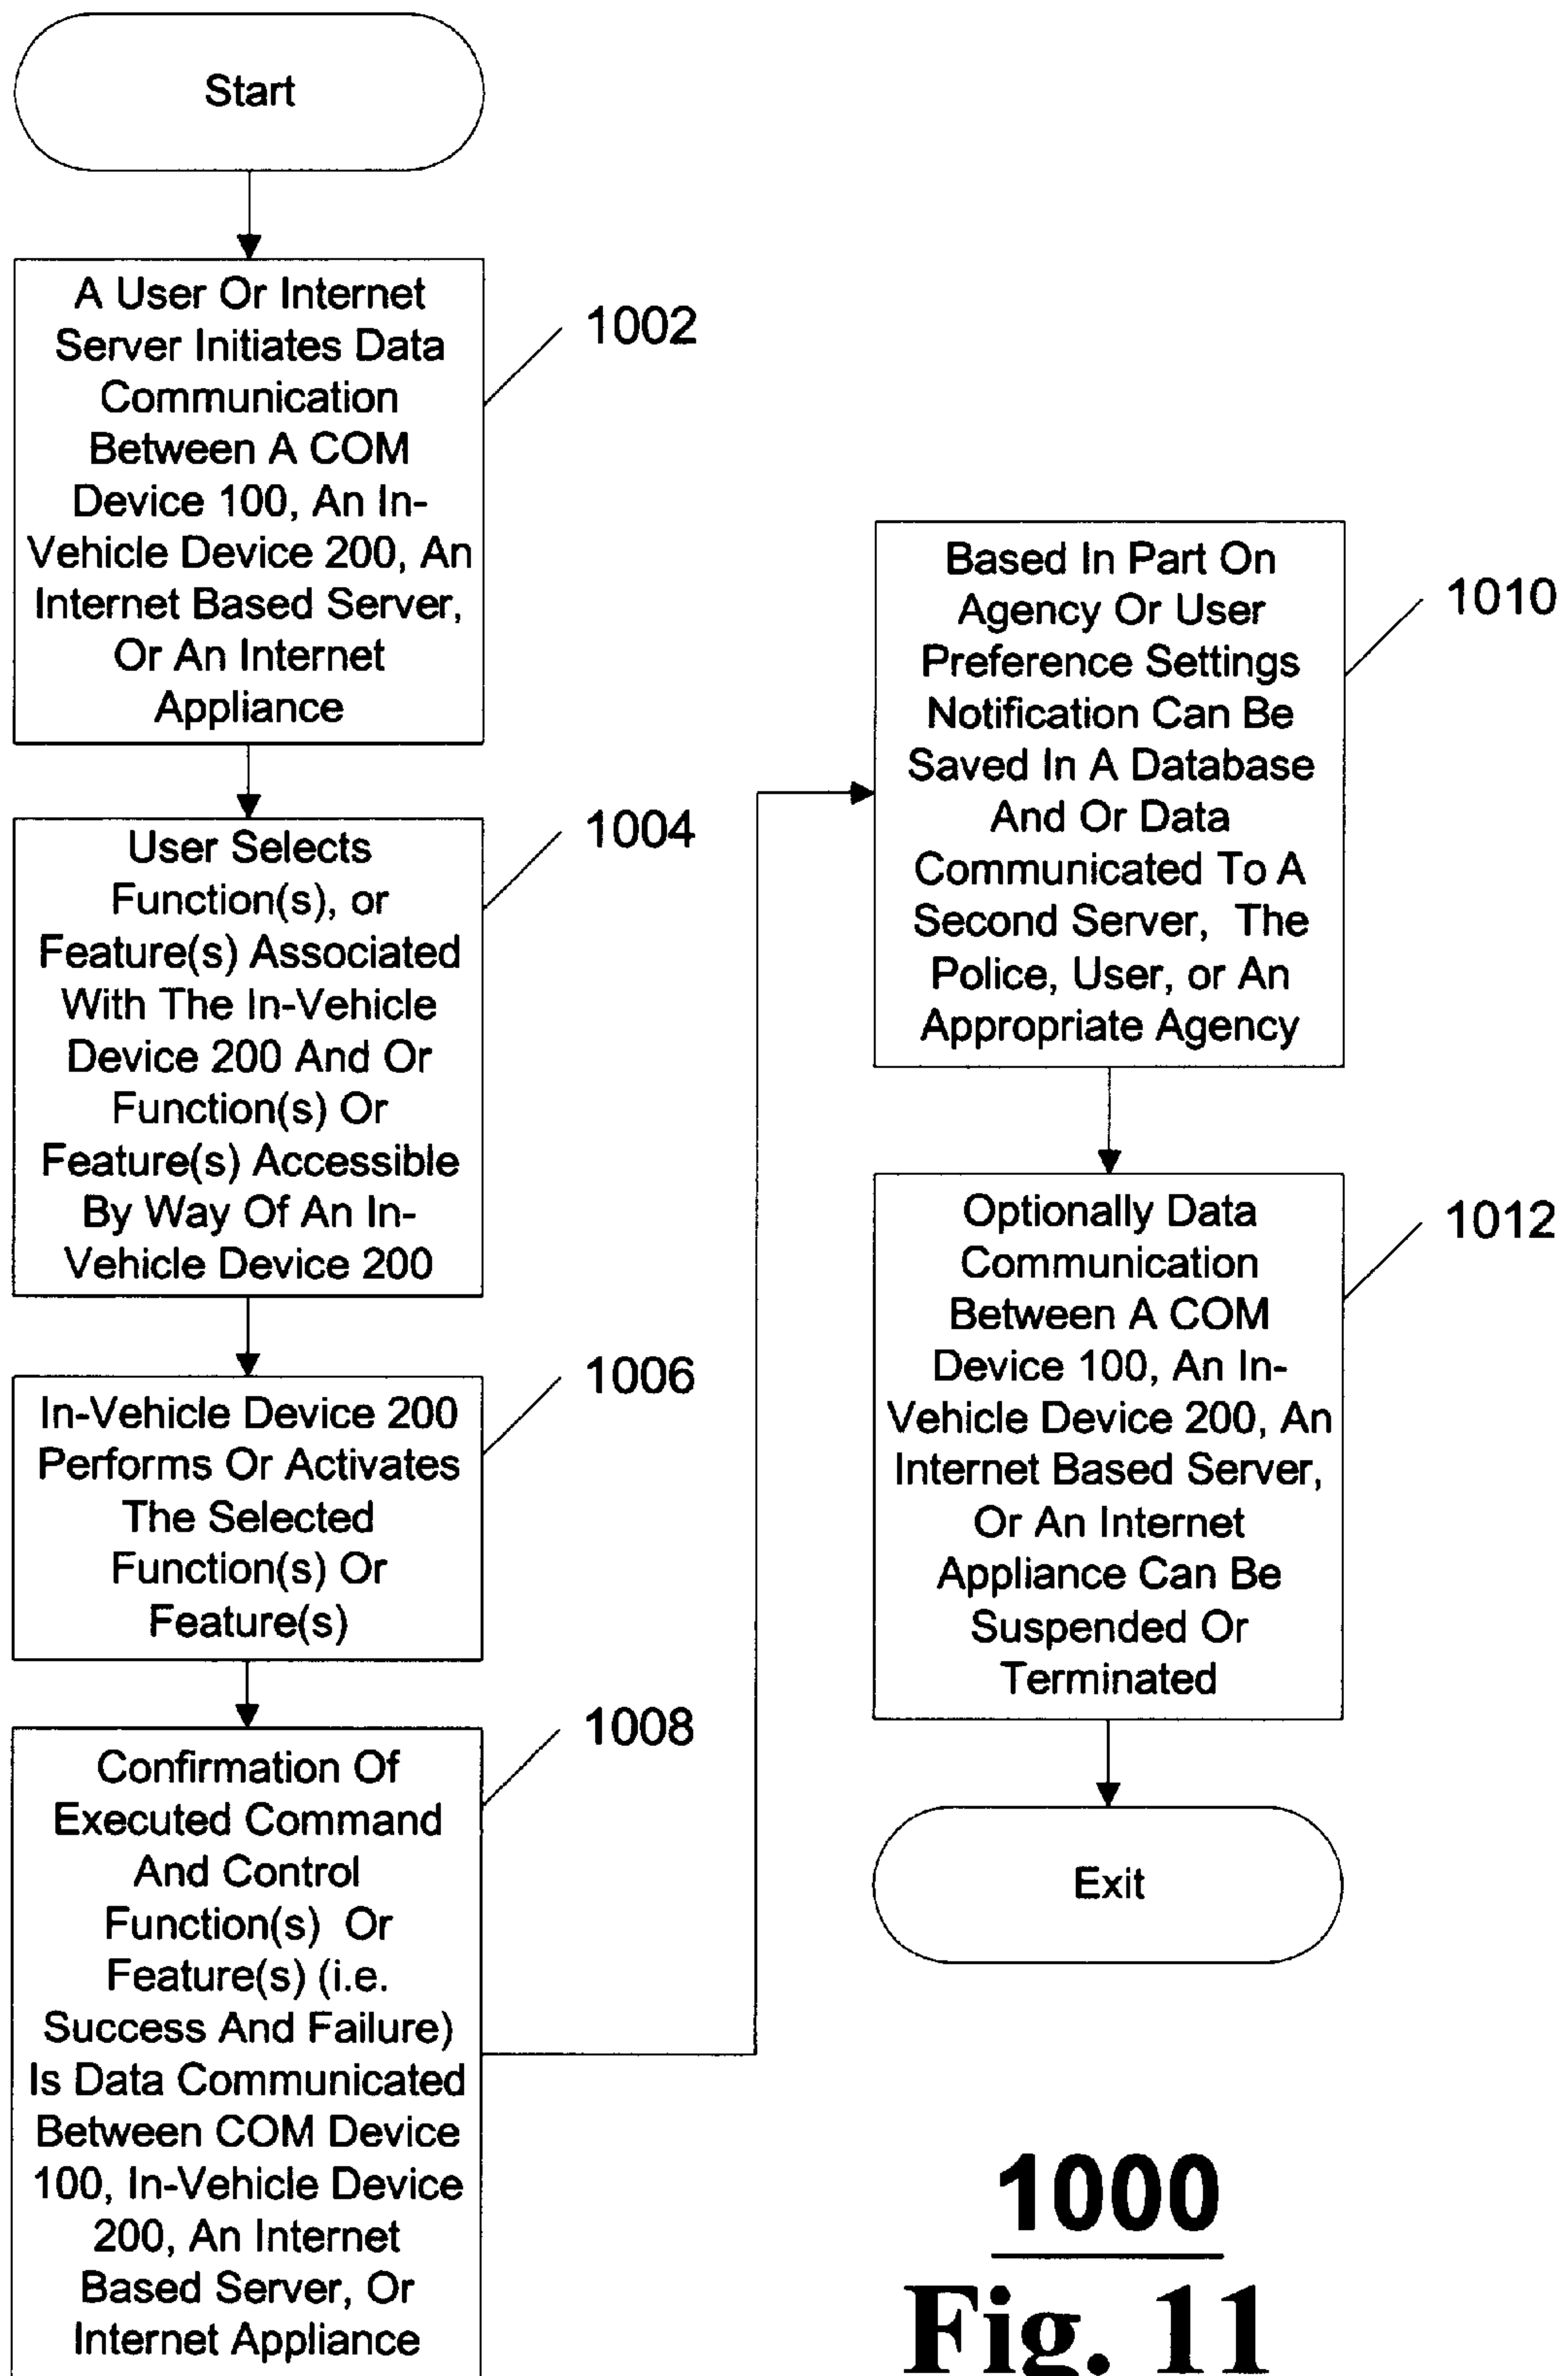 Start
A User Or Internet
Server Initiates Data
Communication
Between A COM
Device 100, An In-
Vehicle Device 200, An
Internet Based Server,
Or An Internet
Appliance
1002
User Selects
Function(s), or
Feature(s) Associated
With The In-Vehicle
Device 200 And Or
Function(s) Or
Feature(s) Accessible
By Way Of An In-
Vehicle Device 200
1004
In-Vehicle Device 200
Performs Or Activates
The Selected
Function(s) Or
Feature(s)
1006
Confirmation Of
Executed Command
And Control
Function(s) Or
Feature(s) (i.e.
Success And Failure)
Is Data Communicated
Between COM Device
100, In-Vehicle Device
200, An Internet
Based Server, Or
Internet Appliance
1008
Based In Part On
Agency Or User
Preference Settings
Notification Can Be
Saved In A Database
And Or Data
Communicated To A
Second Server, The
Police, User, or An
Appropriate Agency
1010
Optionally Data
Communication
Between A COM
Device 100, An In-
Vehicle Device 200, An
Internet Based Server,
Or An Internet
Appliance Can Be
Suspended Or
Terminated
1012
Exit
1000
Fig. 11